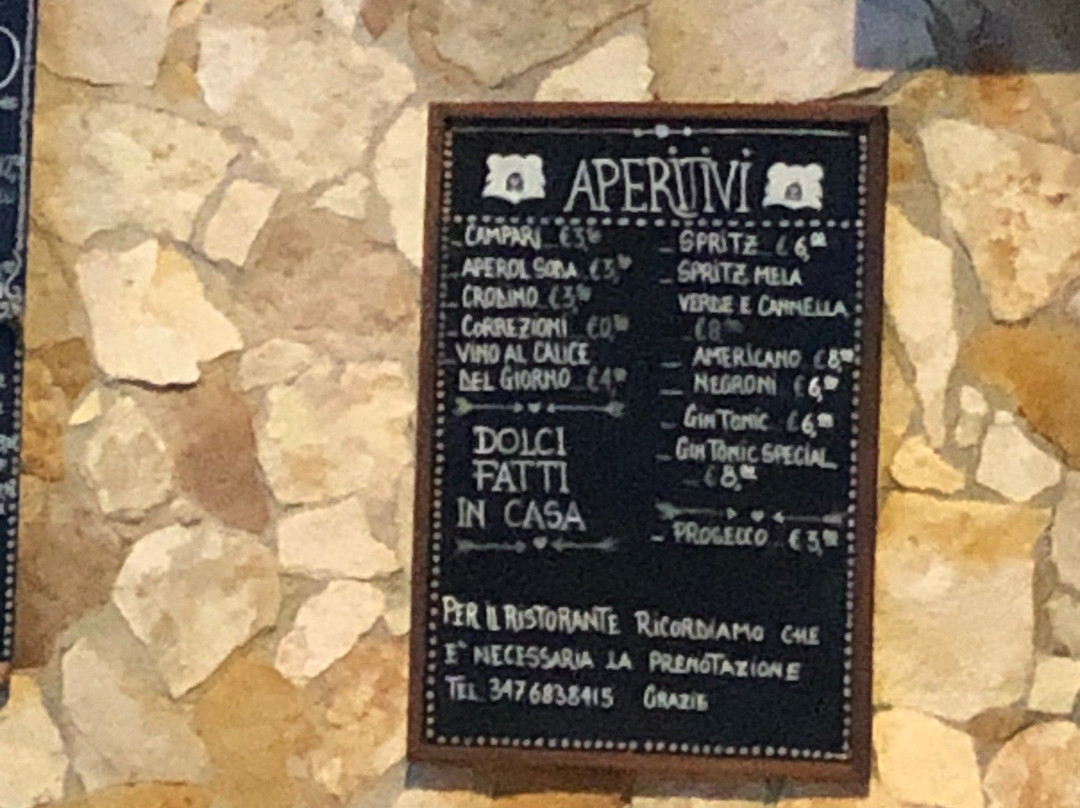 APERITIVI
- CAMPARI €3,00
- APEROL SODA €3,00
- CRODINO €3,00
- CORREZIONI €0,50
- VINO AL CALICE
DEL GIORNO €4,00
DOLCI
FATTI
IN CASA
- SPRITZ €6,00
- SPRITZ MELA
VERDE E CANNELLA
€8,00
- AMERICANO €8,00
- NEGRONI €6,00
- GIN TONIC €6,00
- GIN TONIC SPECIAL
- €8,00
- PROSECCO €3,00
PER IL RISTORANTE RICORDIAMO CHE
E' NECESSARIA LA PRENOTAZIONE
TEL 3476838415 GRAZIE